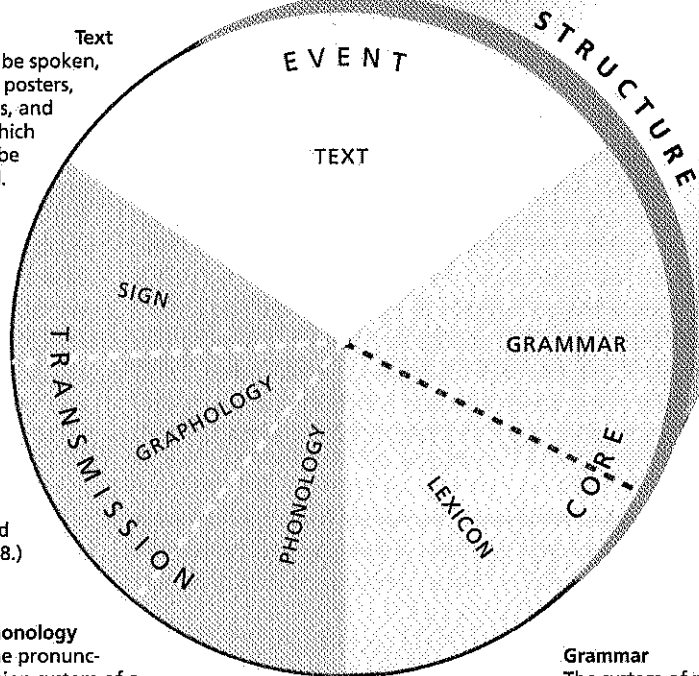 STRUCTURE
Text
be spoken,
posters,
s, and
hich
be
EVENT
TEXT
SIGN
GRAMMAR
TRANSMISSION
GRAPHOLOGY
PHONOLOGY
LEXICON
CORE
d
8.)
onology
e pronunc-
Grammar